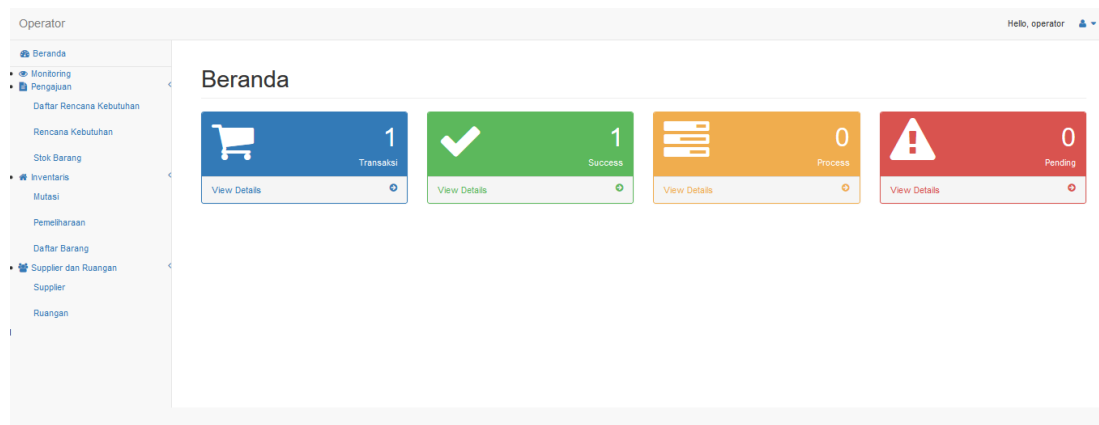 Operator
Hello, operator
Beranda
Monitoring
Pengajuan
Daftar Rencana Kebutuhan
Rencana Kebutuhan
Stok Barang
Inventaris
Mutasi
Pemeliharaan
Daftar Barang
Supplier dan Ruangan
Supplier
Ruangan
Beranda
1
Transaksi
View Details
1
Success
View Details
0
Process
View Details
0
Pending
View Details